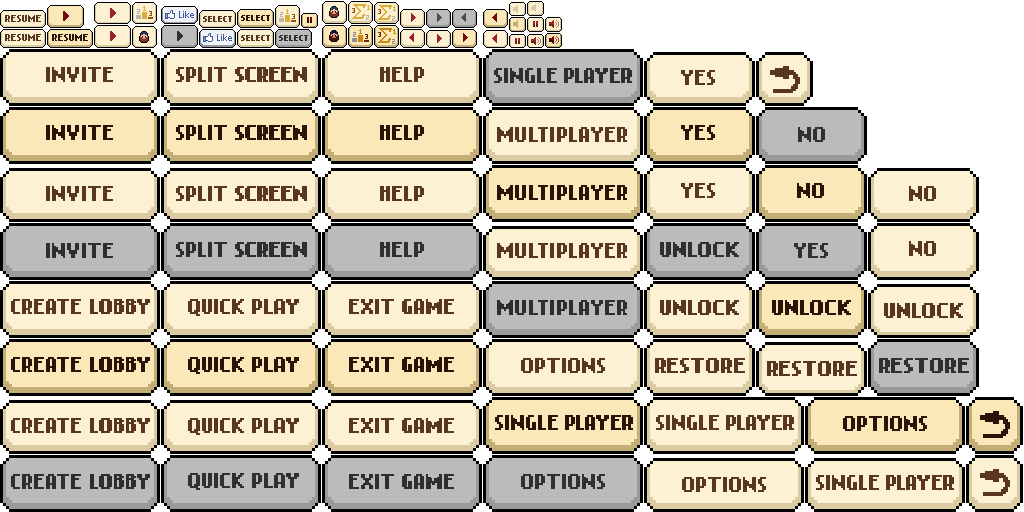 RESUME Like SELECT SELECT
RESUME RESUME Like SELECT SELECT
INVITE SPLIT SCREEN HELP SINGLE PLAYER YES
INVITE SPLIT SCREEN HELP MULTIPLAYER YES NO
INVITE SPLIT SCREEN HELP MULTIPLAYER YES NO NO
INVITE SPLIT SCREEN HELP MULTIPLAYER UNLOCK YES NO
CREATE LOBBY QUICK PLAY EXIT GAME MULTIPLAYER UNLOCK UNLOCK UNLOCK
CREATE LOBBY QUICK PLAY EXIT GAME OPTIONS RESTORE RESTORE RESTORE
CREATE LOBBY QUICK PLAY EXIT GAME SINGLE PLAYER SINGLE PLAYER OPTIONS
CREATE LOBBY QUICK PLAY EXIT GAME OPTIONS OPTIONS SINGLE PLAYER